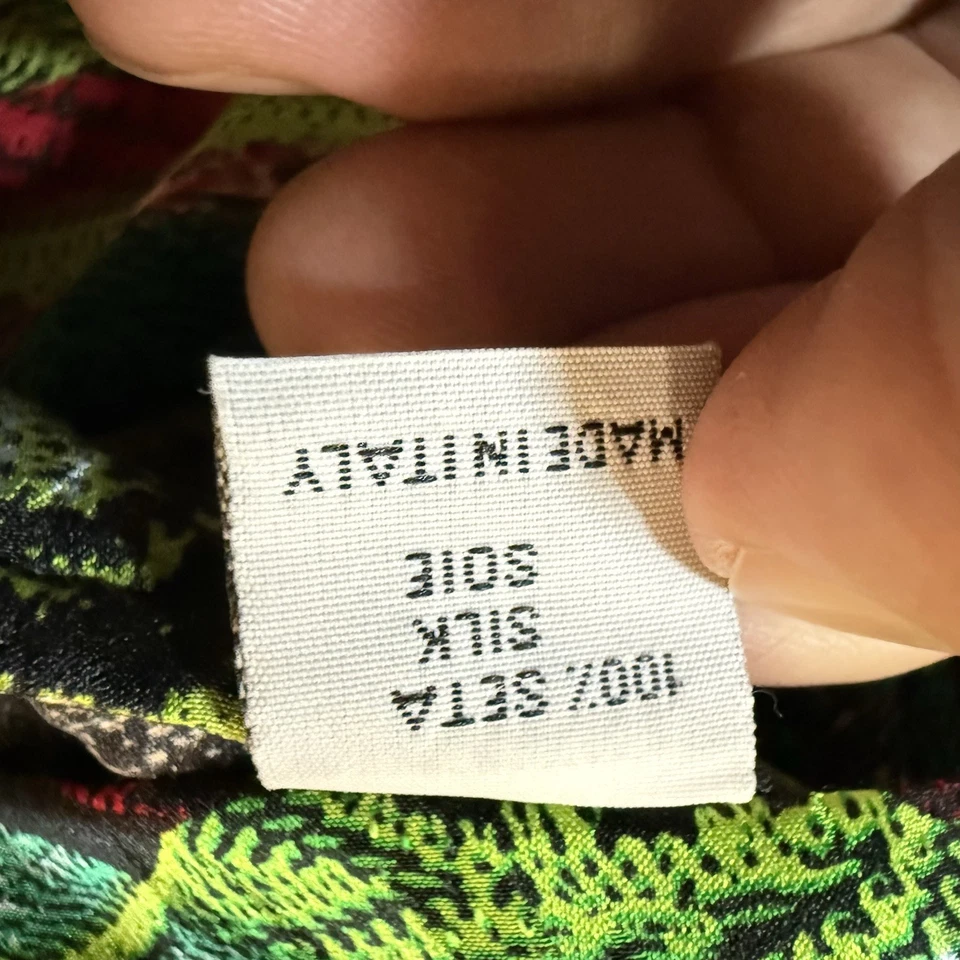 100% SETA
SILK
SOIE
MADE IN ITALY